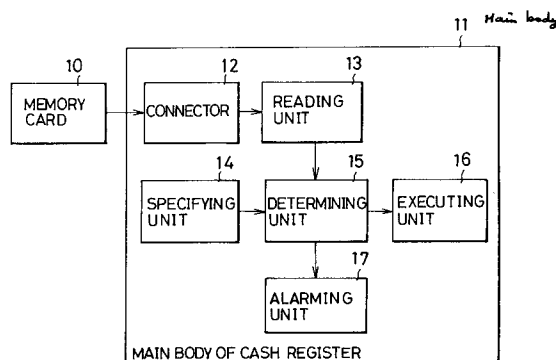 11 Main body
10
MEMORY
CARD
12
CONNECTOR
13
READING
UNIT
14
SPECIFYING
UNIT
15
DETERMINING
UNIT
16
EXECUTING
UNIT
17
ALARMING
UNIT
MAIN BODY OF CASH REGISTER